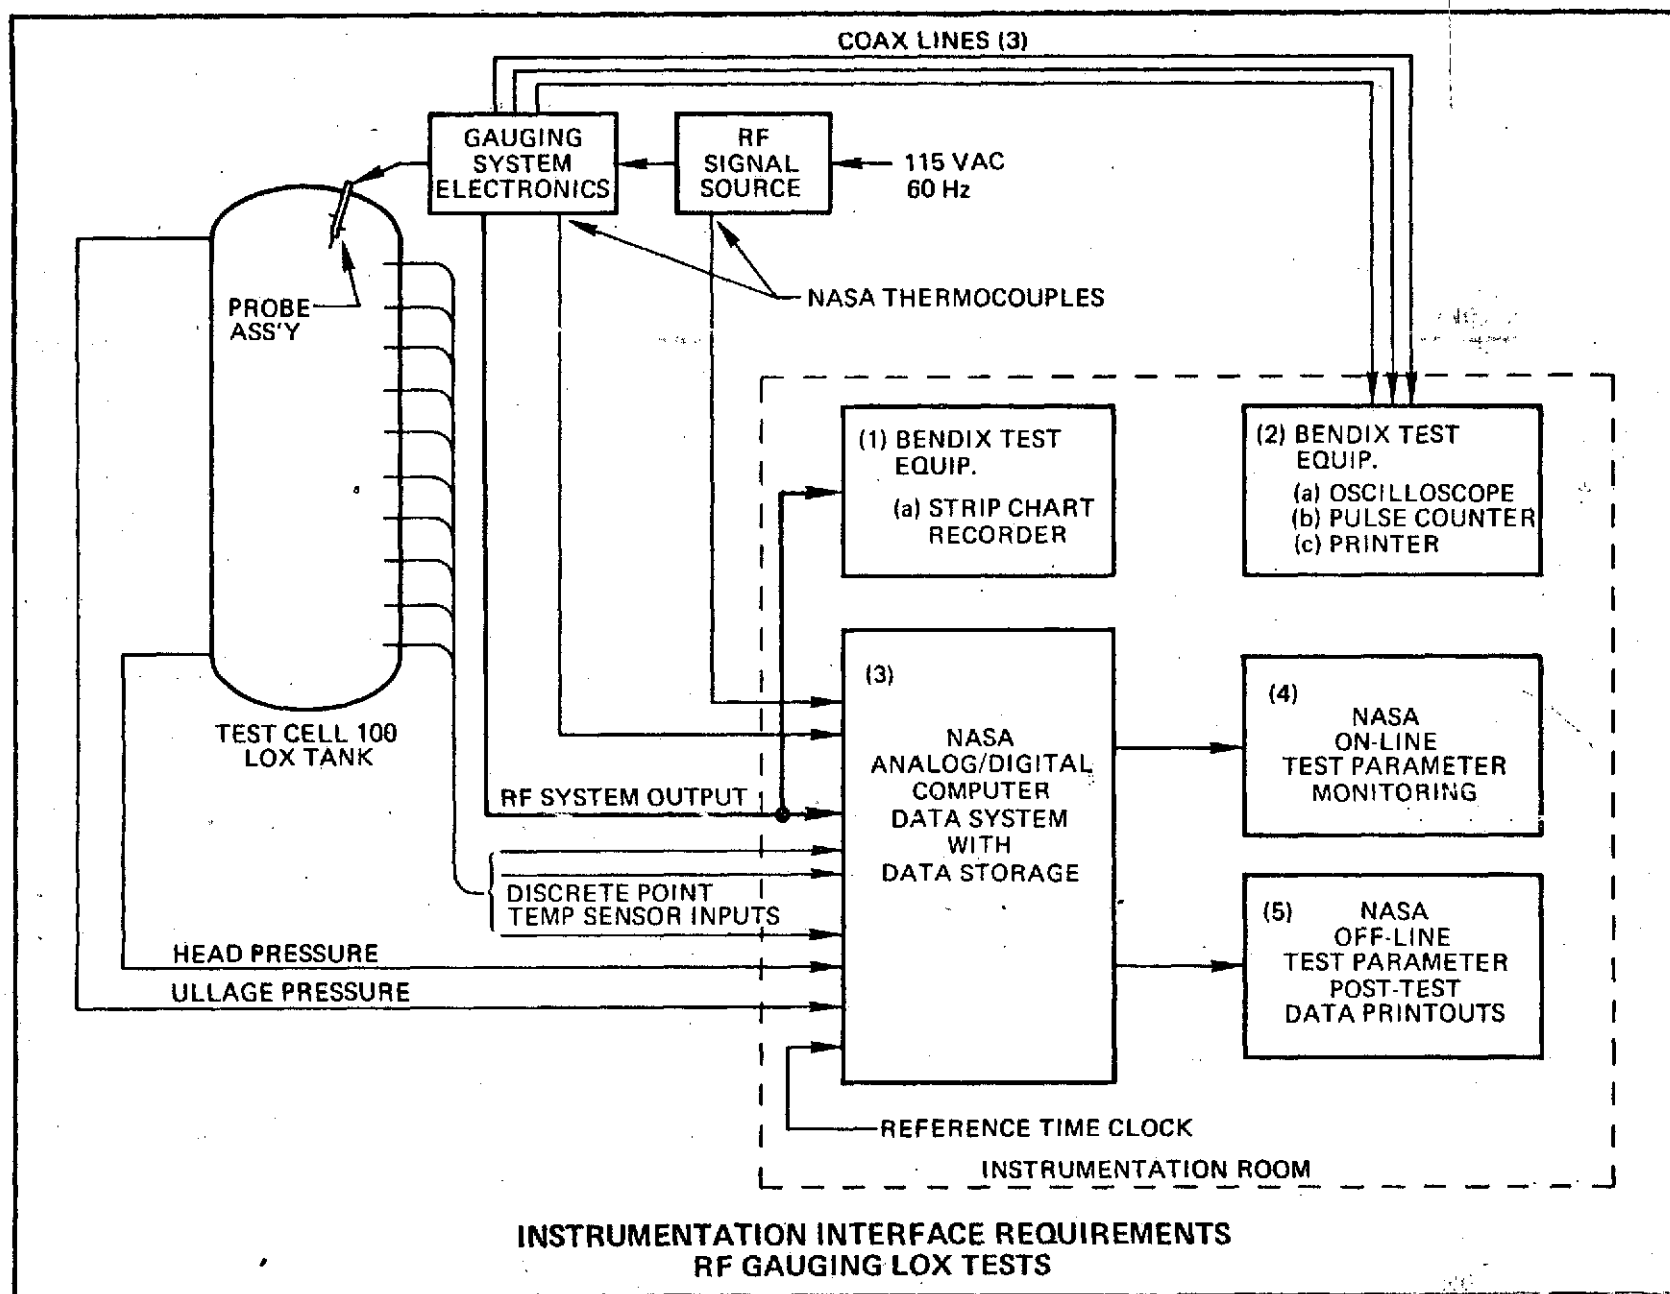 COAX LINES (3)
GAUGING
SYSTEM
ELECTRONICS
RF
SIGNAL
SOURCE
115 VAC
60 Hz
PROBE
ASS'Y
NASA THERMOCOUPLES
(1) BENDIX TEST
EQUIP.
(a) STRIP CHART
RECORDER
(2) BENDIX TEST
EQUIP.
(a) OSCILLOSCOPE
(b) PULSE COUNTER
(c) PRINTER
TEST CELL 100
LOX TANK
(3)
NASA
ANALOG/DIGITAL
COMPUTER
DATA SYSTEM
WITH
DATA STORAGE
(4)
NASA
ON-LINE
TEST PARAMETER
MONITORING
RF SYSTEM OUTPUT
DISCRETE POINT
TEMP SENSOR INPUTS
(5) NASA
OFF-LINE
TEST PARAMETER
POST-TEST
DATA PRINTOUTS
HEAD PRESSURE
ULLAGE PRESSURE
REFERENCE TIME CLOCK
INSTRUMENTATION ROOM
INSTRUMENTATION INTERFACE REQUIREMENTS
RF GAUGING LOX TESTS